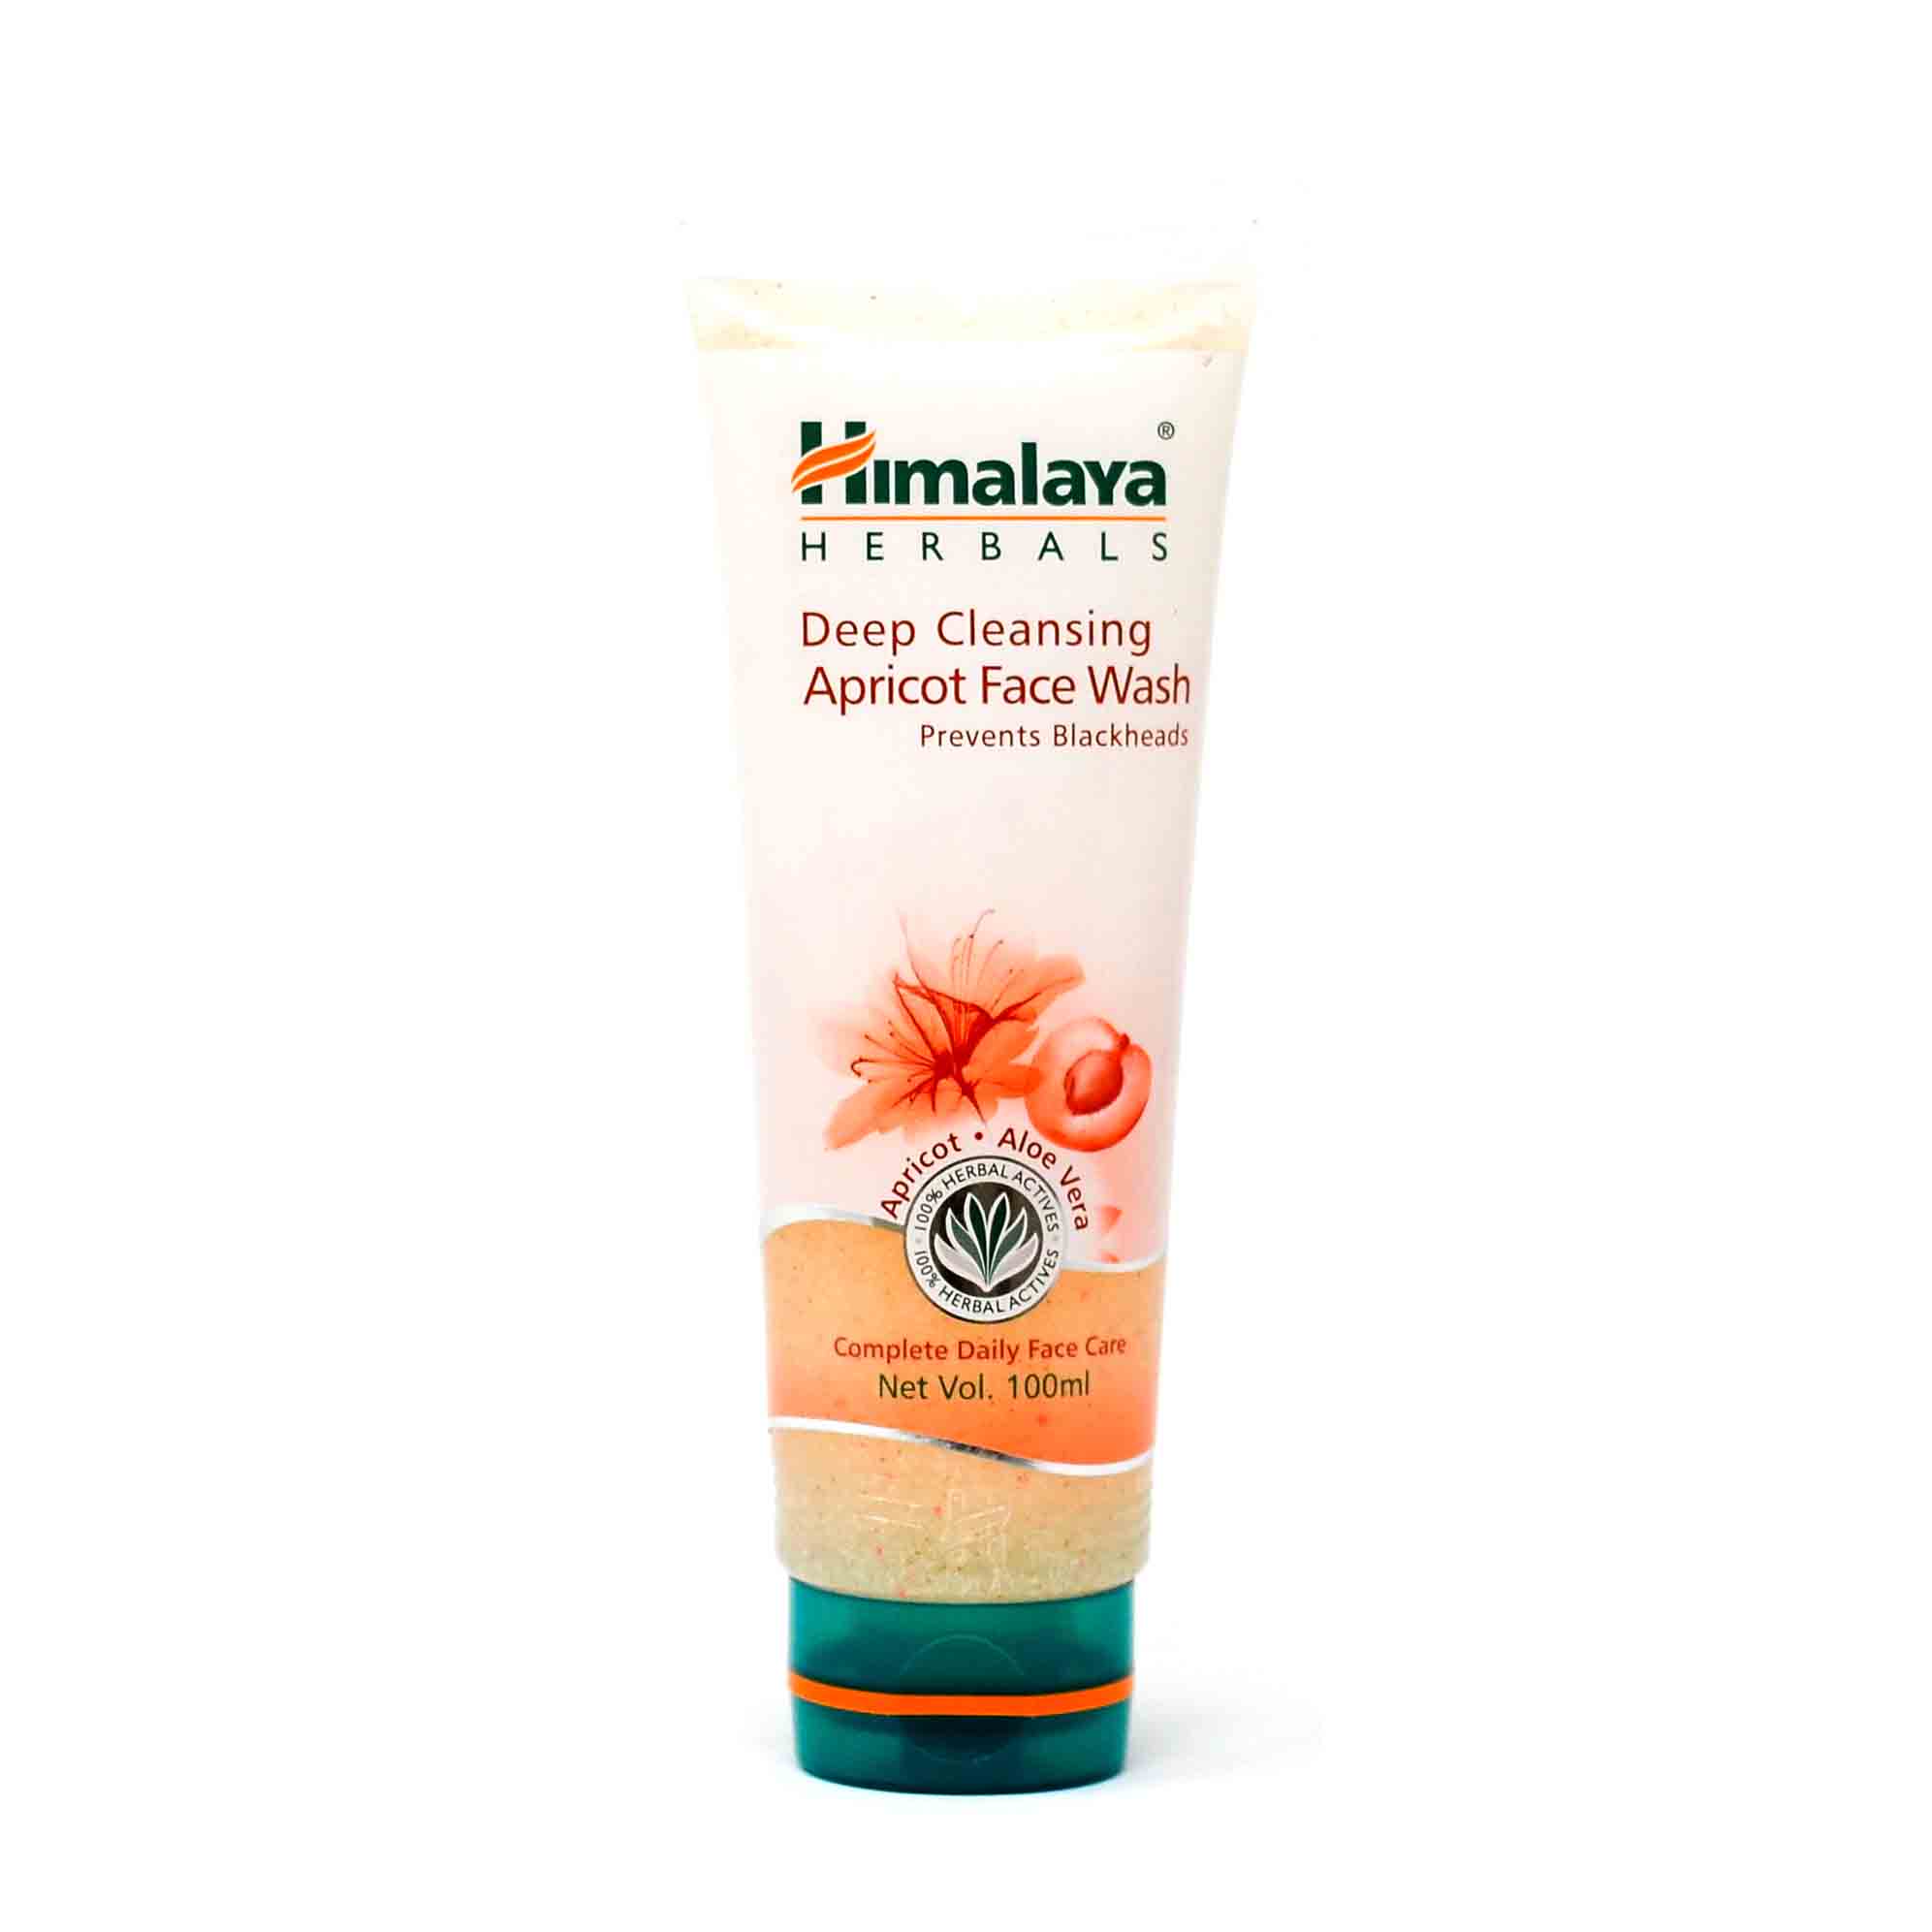 Himalaya®
HERBALS
Deep Cleansing
Apricot Face Wash
Prevents Blackheads
Apricot • Aloe Vera
100% HERBAL ACTIVES • 100% HERBAL ACTIVES •
Complete Daily Face Care
Net Vol. 100ml